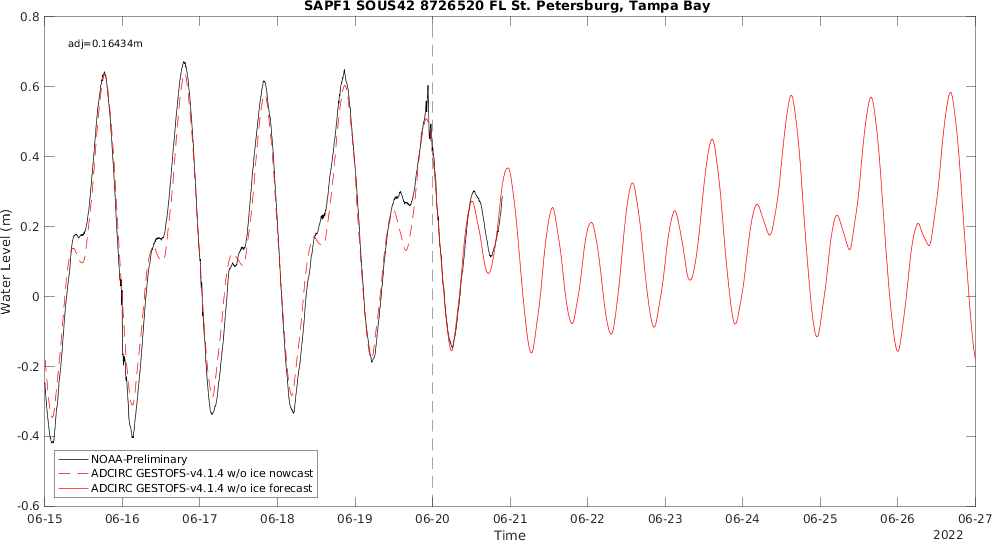 SAPF1 SOUS42 8726520 FL St. Petersburg, Tampa Bay
adj=0.16434m
0.8
0.6
0.4
0.2
0
-0.2
-0.4
-0.6
Water Level (m)
NOAA-Preliminary
ADCIRC GESTOFS-v4.1.4 w/o ice nowcast
ADCIRC GESTOFS-v4.1.4 w/o ice forecast
06-15 06-16 06-17 06-18 06-19 06-20 06-21 06-22 06-23 06-24 06-25 06-26 06-27
Time
2022